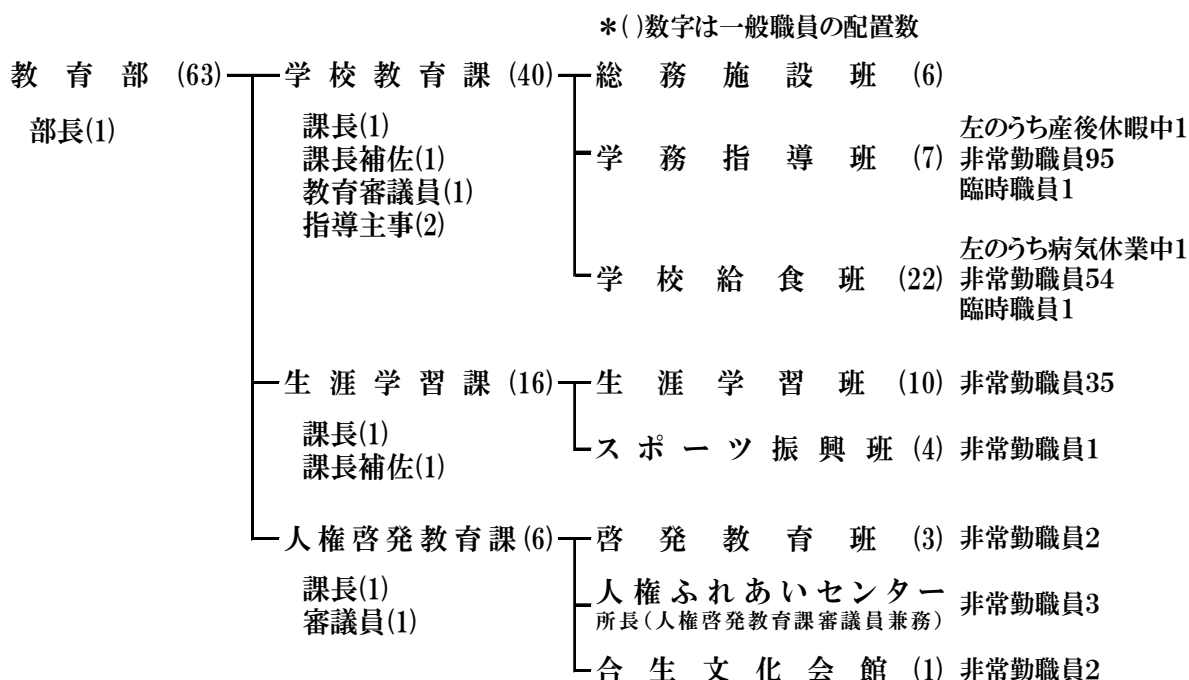 ＊( )数字は一般職員の配置数
教育部(63) 学校教育課(40) 総務施設班(6)
部長(1)
課長(1)
課長補佐(1)
教育審議員(1)
指導主事(2)
学務指導班(7)
左のうち産後休暇中1
非常勤職員95
臨時職員1
学校給食班(22)
左のうち病気休業中1
非常勤職員54
臨時職員1
生涯学習課(16) 生涯学習班(10) 非常勤職員35
課長(1)
課長補佐(1)
スポーツ振興班(4) 非常勤職員1
人権啓発教育課(6) 啓発教育班(3) 非常勤職員2
課長(1)
審議員(1)
人権ふれあいセンター 非常勤職員3
所長(人権啓発教育課審議員兼務)
合生文化会館(1) 非常勤職員2